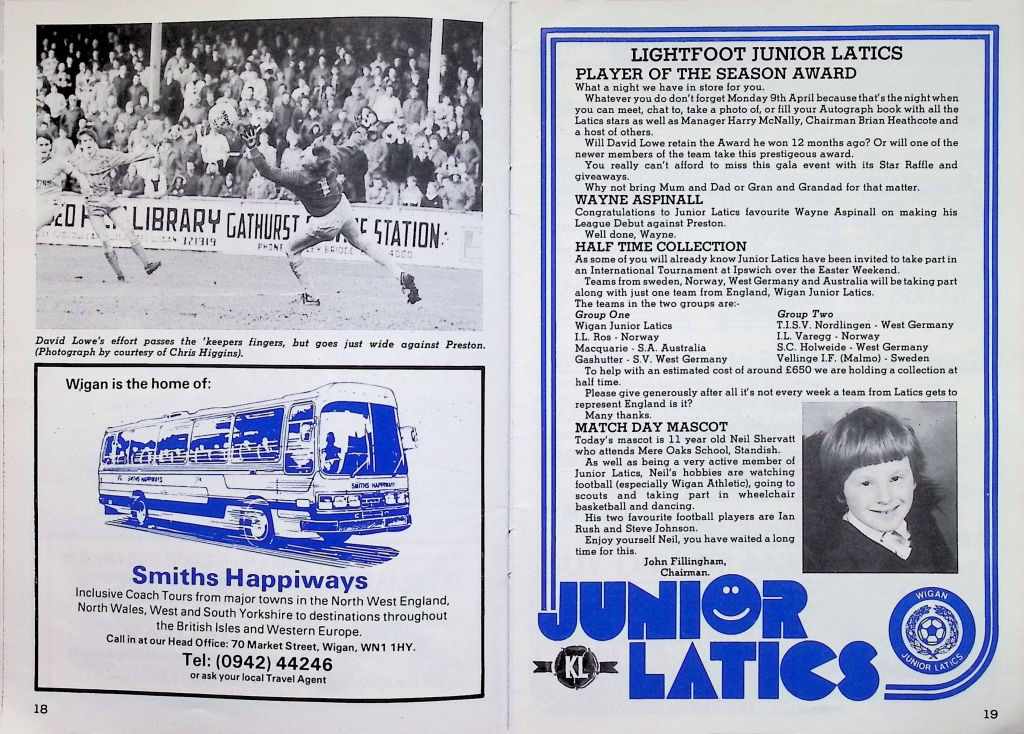 LIBRARY GATHURST
STATION:
PHONE
David Lowe's effort passes the 'keepers fingers, but goes just wide against Preston.
(Photograph by courtesy of Chris Higgins).
Wigan is the home of:
SMITHS HAPPIWAYS
SMITHS HAPPIWAYS
Smiths Happiways
Inclusive Coach Tours from major towns in the North West England,
North Wales, West and South Yorkshire to destinations throughout
the British Isles and Western Europe.
Call in at our Head Office: 70 Market Street, Wigan, WN1 1HY.
Tel: (0942) 44246
or ask your local Travel Agent
18
LIGHTFOOT JUNIOR LATICS
PLAYER OF THE SEASON AWARD
What a night we have in store for you.
Whatever you do don't forget Monday 9th April because that's the night when
you can meet, chat to, take a photo of, or fill your Autograph book with all the
Latics stars as well as Manager Harry McNally, Chairman Brian Heathcote and
a host of others.
Will David Lowe retain the Award he won 12 months ago? Or will one of the
newer members of the team take this prestigeous award.
You really can't afford to miss this gala event with its Star Raffle and
giveaways.
Why not bring Mum and Dad or Gran and Grandad for that matter.
WAYNE ASPINALL
Congratulations to Junior Latics favourite Wayne Aspinall on making his
League Debut against Preston.
Well done, Wayne.
HALF TIME COLLECTION
As some of you will already know Junior Latics have been invited to take part in
an International Tournament at Ipswich over the Easter Weekend.
Teams from sweden, Norway, West Germany and Australia will be taking part
along with just one team from England, Wigan Junior Latics.
The teams in the two groups are:-
Group One
Wigan Junior Latics
I.L. Ros - Norway
Macquarie - S.A. Australia
Gashutter - S.V. West Germany
Group Two
T.I.S.V. Nordlingen - West Germany
I.L. Varegg - Norway
S.C. Holweide - West Germany
Vellinge I.F. (Malmo) - Sweden
To help with an estimated cost of around £650 we are holding a collection at
half time.
Please give generously after all it's not every week a team from Latics gets to
represent England is it?
Many thanks.
MATCH DAY MASCOT
Today's mascot is 11 year old Neil Shervatt
who attends Mere Oaks School, Standish.
As well as being a very active member of
Junior Latics, Neil's hobbies are watching
football (especially Wigan Athletic), going to
scouts and taking part in wheelchair
basketball and dancing.
His two favourite football players are Ian
Rush and Steve Johnson.
Enjoy yourself Neil, you have waited a long
time for this.
John Fillingham,
Chairman.
JUNIOR
LATICS
KL
WIGAN
JUNIOR LATICS
19